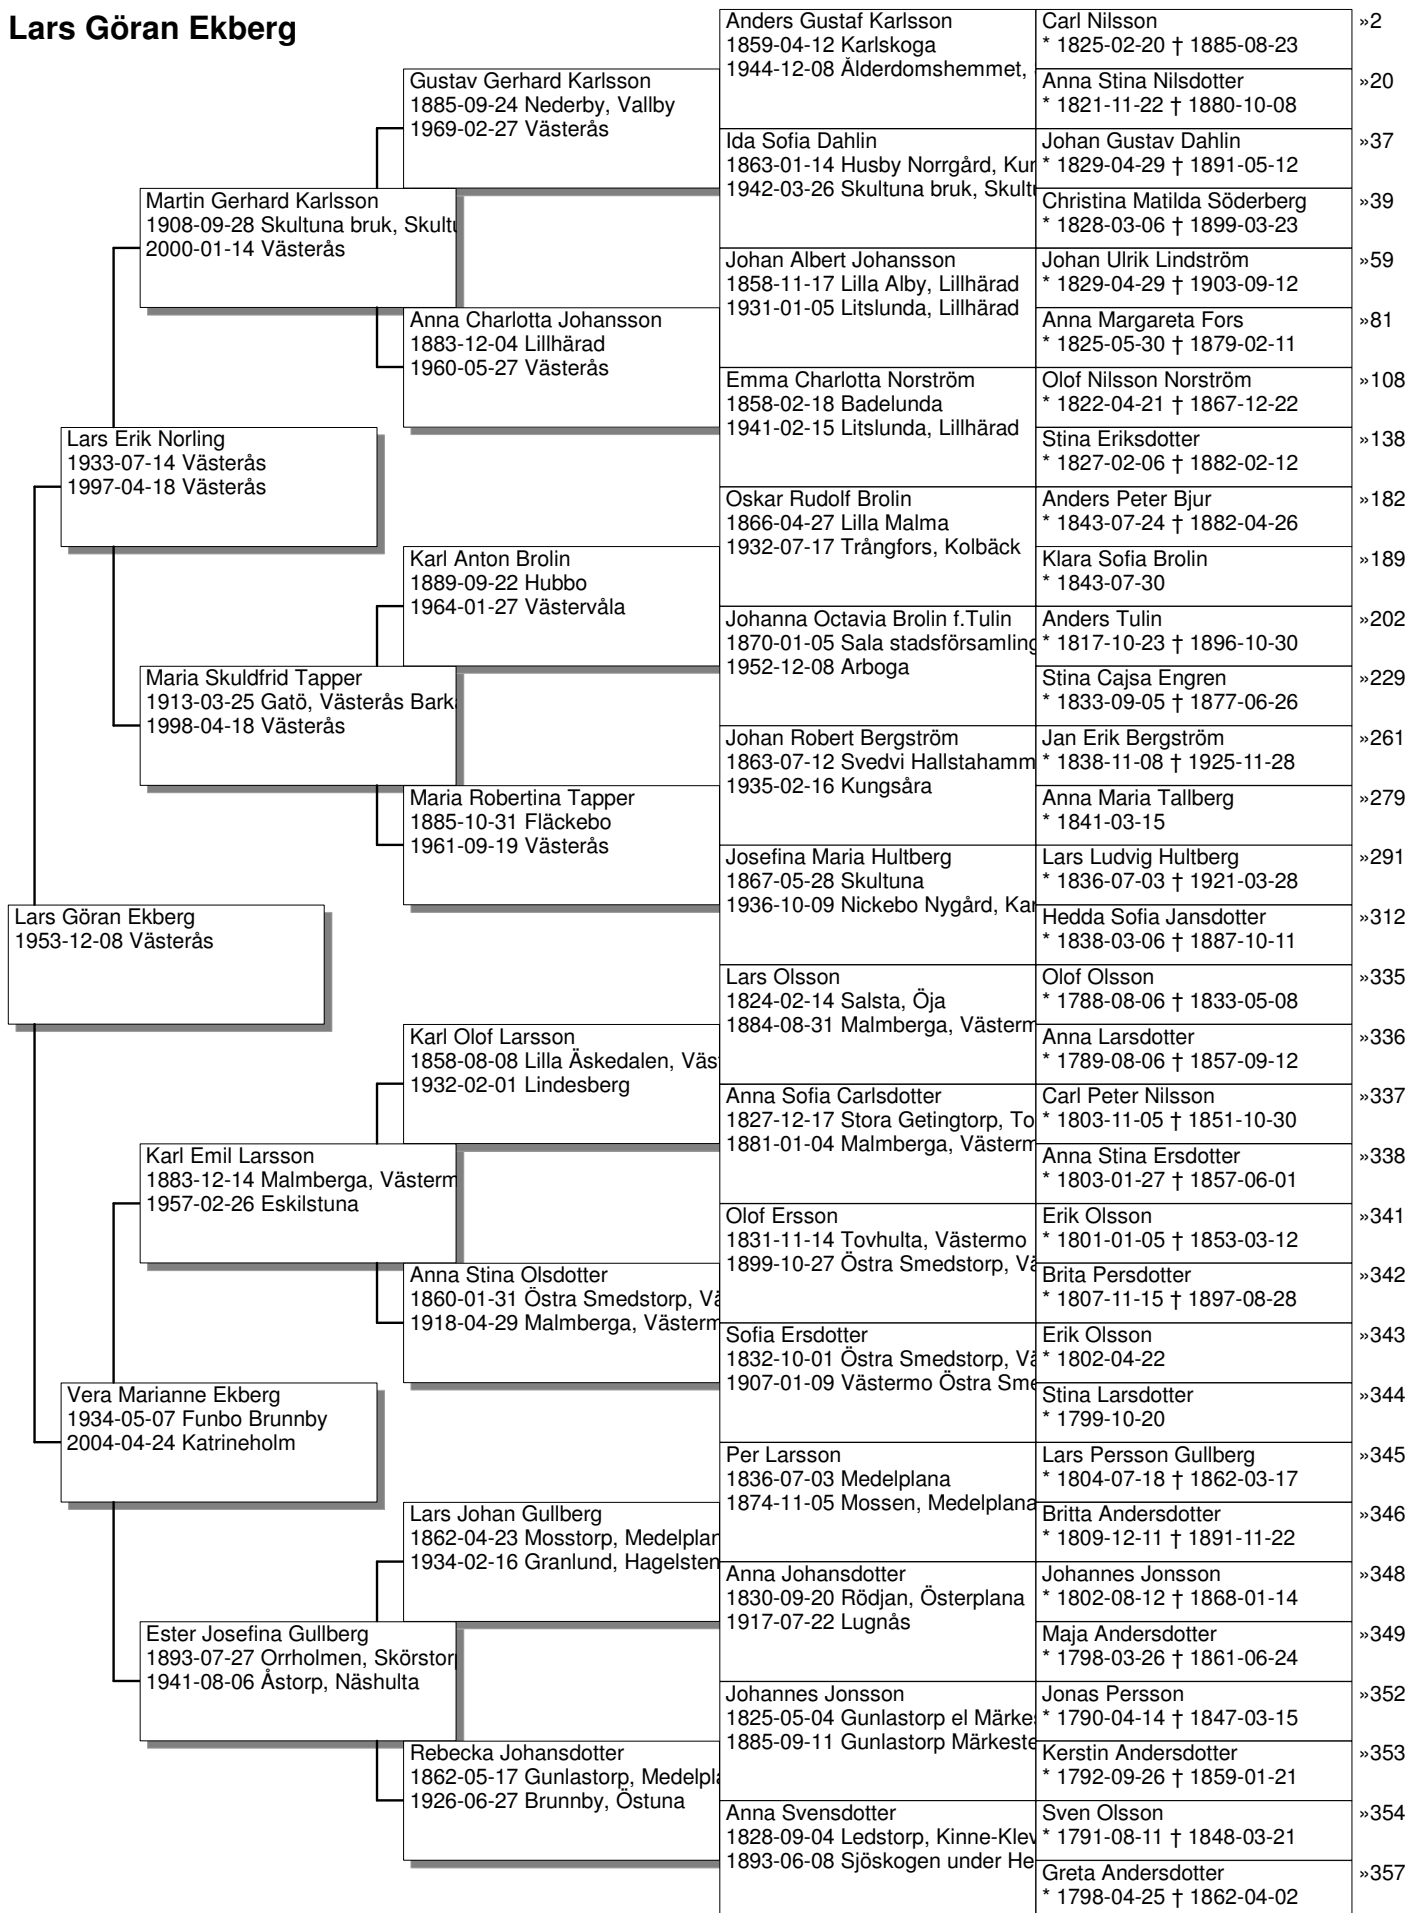 Lars Göran Ekberg
Lars Göran Ekberg
1953-12-08 Västerås
Lars Erik Norling
1933-07-14 Västerås
1997-04-18 Västerås
Vera Marianne Ekberg
1934-05-07 Funbo Brunnby
2004-04-24 Katrineholm
Martin Gerhard Karlsson
1908-09-28 Skultuna bruk, Skultu
2000-01-14 Västerås
Maria Skuldfrid Tapper
1913-03-25 Gatö, Västerås Barka
1998-04-18 Västerås
Karl Emil Larsson
1883-12-14 Malmberga, Västerm
1957-02-26 Eskilstuna
Ester Josefina Gullberg
1893-07-27 Orrholmen, Skörstorp
1941-08-06 Åstorp, Näshulta
Gustav Gerhard Karlsson
1885-09-24 Nederby, Vallby
1969-02-27 Västerås
Anna Charlotta Johansson
1883-12-04 Lillhärad
1960-05-27 Västerås
Karl Anton Brolin
1889-09-22 Hubbo
1964-01-27 Västervåla
Maria Robertina Tapper
1885-10-31 Fläckebo
1961-09-19 Västerås
Karl Olof Larsson
1858-08-08 Lilla Äskedalen, Väs
1932-02-01 Lindesberg
Anna Stina Olsdotter
1860-01-31 Östra Smedstorp, Vä
1918-04-29 Malmberga, Västerm
Lars Johan Gullberg
1862-04-23 Mosstorp, Medelplan
1934-02-16 Granlund, Hagelsten
Rebecka Johansdotter
1862-05-17 Gunlastorp, Medelpla
1926-06-27 Brunnby, Östuna
Anders Gustaf Karlsson
1859-04-12 Karlskoga
1944-12-08 Ålderdomshemmet,
Ida Sofia Dahlin
1863-01-14 Husby Norrgård, Kun
1942-03-26 Skultuna bruk, Skultu
Johan Albert Johansson
1858-11-17 Lilla Alby, Lillhärad
1931-01-05 Litslunda, Lillhärad
Emma Charlotta Norström
1858-02-18 Badelunda
1941-02-15 Litslunda, Lillhärad
Oskar Rudolf Brolin
1866-04-27 Lilla Malma
1932-07-17 Trångfors, Kolbäck
Johanna Octavia Brolin f.Tulin
1870-01-05 Sala stadsförsamling
1952-12-08 Arboga
Johan Robert Bergström
1863-07-12 Svedvi Hallstahamm
1935-02-16 Kungsåra
Josefina Maria Hultberg
1867-05-28 Skultuna
1936-10-09 Nickebo Nygård, Kar
Lars Olsson
1824-02-14 Salsta, Öja
1884-08-31 Malmberga, Västerm
Anna Sofia Carlsdotter
1827-12-17 Stora Getingtorp, To
1881-01-04 Malmberga, Västerm
Olof Ersson
1831-11-14 Tovhulta, Västermo
1899-10-27 Östra Smedstorp, Vä
Sofia Ersdotter
1832-10-01 Östra Smedstorp, Vä
1907-01-09 Västermo Östra Sme
Per Larsson
1836-07-03 Medelplana
1874-11-05 Mossen, Medelplana
Anna Johansdotter
1830-09-20 Rödjan, Österplana
1917-07-22 Lugnås
Johannes Jonsson
1825-05-04 Gunlastorp el Märkes
1885-09-11 Gunlastorp Märkeste
Anna Svensdotter
1828-09-04 Ledstorp, Kinne-Klev
1893-06-08 Sjöskogen under He
Carl Nilsson »2
* 1825-02-20 † 1885-08-23
Anna Stina Nilsdotter »20
* 1821-11-22 † 1880-10-08
Johan Gustav Dahlin »37
* 1829-04-29 † 1891-05-12
Christina Matilda Söderberg »39
* 1828-03-06 † 1899-03-23
Johan Ulrik Lindström »59
* 1829-04-29 † 1903-09-12
Anna Margareta Fors »81
* 1825-05-30 † 1879-02-11
Olof Nilsson Norström »108
* 1822-04-21 † 1867-12-22
Stina Eriksdotter »138
* 1827-02-06 † 1882-02-12
Anders Peter Bjur »182
* 1843-07-24 † 1882-04-26
Klara Sofia Brolin »189
* 1843-07-30
Anders Tulin »202
* 1817-10-23 † 1896-10-30
Stina Cajsa Engren »229
* 1833-09-05 † 1877-06-26
Jan Erik Bergström »261
* 1838-11-08 † 1925-11-28
Anna Maria Tallberg »279
* 1841-03-15
Lars Ludvig Hultberg »291
* 1836-07-03 † 1921-03-28
Hedda Sofia Jansdotter »312
* 1838-03-06 † 1887-10-11
Olof Olsson »335
* 1788-08-06 † 1833-05-08
Anna Larsdotter »336
* 1789-08-06 † 1857-09-12
Carl Peter Nilsson »337
* 1803-11-05 † 1851-10-30
Anna Stina Ersdotter »338
* 1803-01-27 † 1857-06-01
Erik Olsson »341
* 1801-01-05 † 1853-03-12
Brita Persdotter »342
* 1807-11-15 † 1897-08-28
Erik Olsson »343
* 1802-04-22
Stina Larsdotter »344
* 1799-10-20
Lars Persson Gullberg »345
* 1804-07-18 † 1862-03-17
Britta Andersdotter »346
* 1809-12-11 † 1891-11-22
Johannes Jonsson »348
* 1802-08-12 † 1868-01-14
Maja Andersdotter »349
* 1798-03-26 † 1861-06-24
Jonas Persson »352
* 1790-04-14 † 1847-03-15
Kerstin Andersdotter »353
* 1792-09-26 † 1859-01-21
Sven Olsson »354
* 1791-08-11 † 1848-03-21
Greta Andersdotter »357
* 1798-04-25 † 1862-04-02